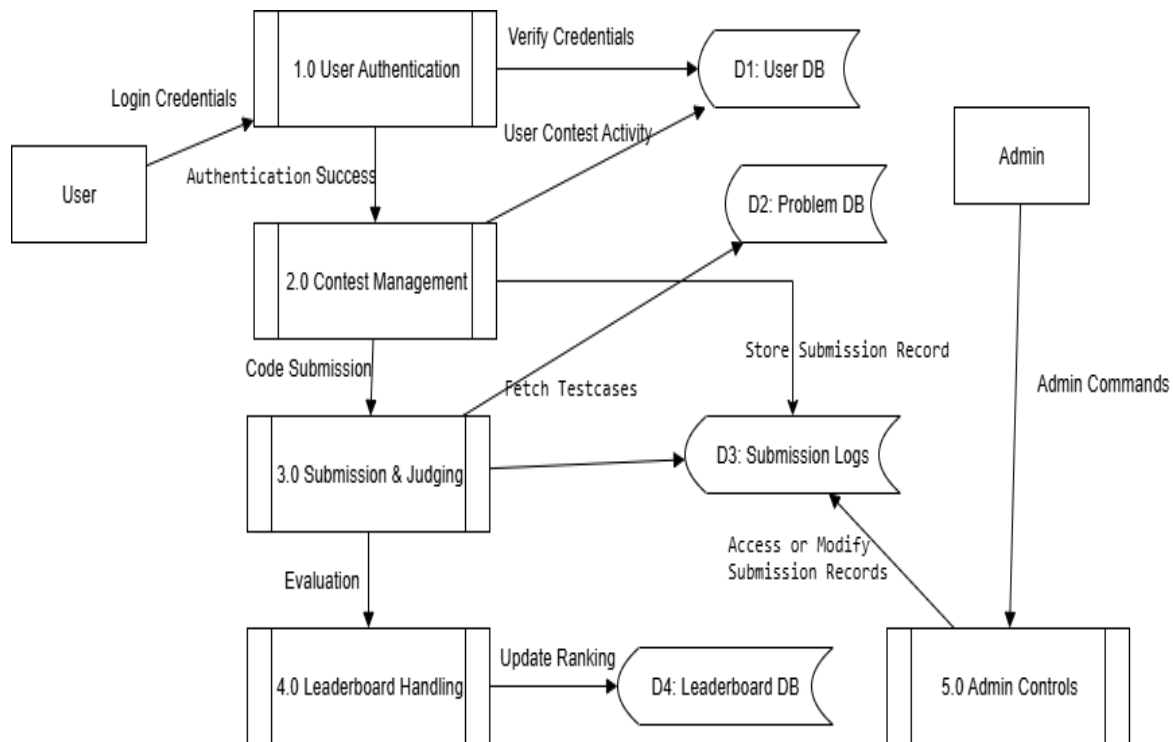 Verify Credentials
1.0 User Authentication
D1: User DB
Login Credentials
User Contest Activity
Admin
User
Authentication Success
D2: Problem DB
2.0 Contest Management
Store Submission Record
Code Submission
Fetch Testcases
Admin Commands
3.0 Submission & Judging
D3: Submission Logs
Access or Modify
Submission Records
Evaluation
Update Ranking
4.0 Leaderboard Handling
D4: Leaderboard DB
5.0 Admin Controls